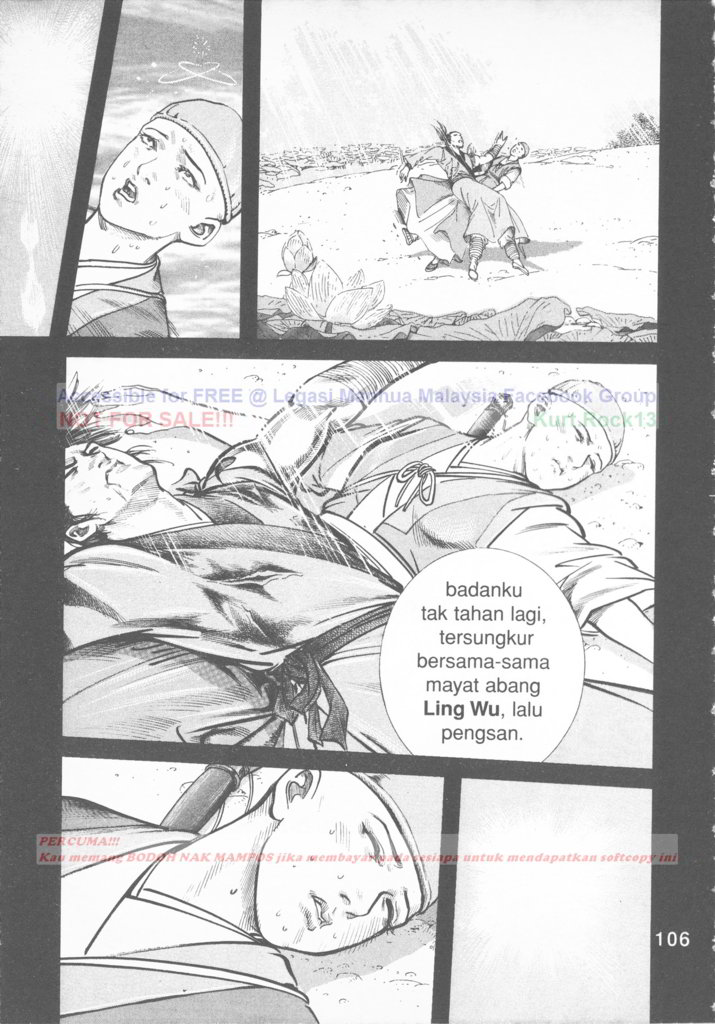 Accessible for FREE @ Legasi Manhua Malaysia Facebook Group
NOT FOR SALE!!!
Kurt Rock13
badanku
tak tahan lagi,
tersungkur
bersama-sama
mayat abang
Ling Wu, lalu
pengsan.
PERCUMA!!!
Kau memang BODOH NAK MAMPOS jika membayar pada sesiapa untuk mendapatkan softcopy ini
106